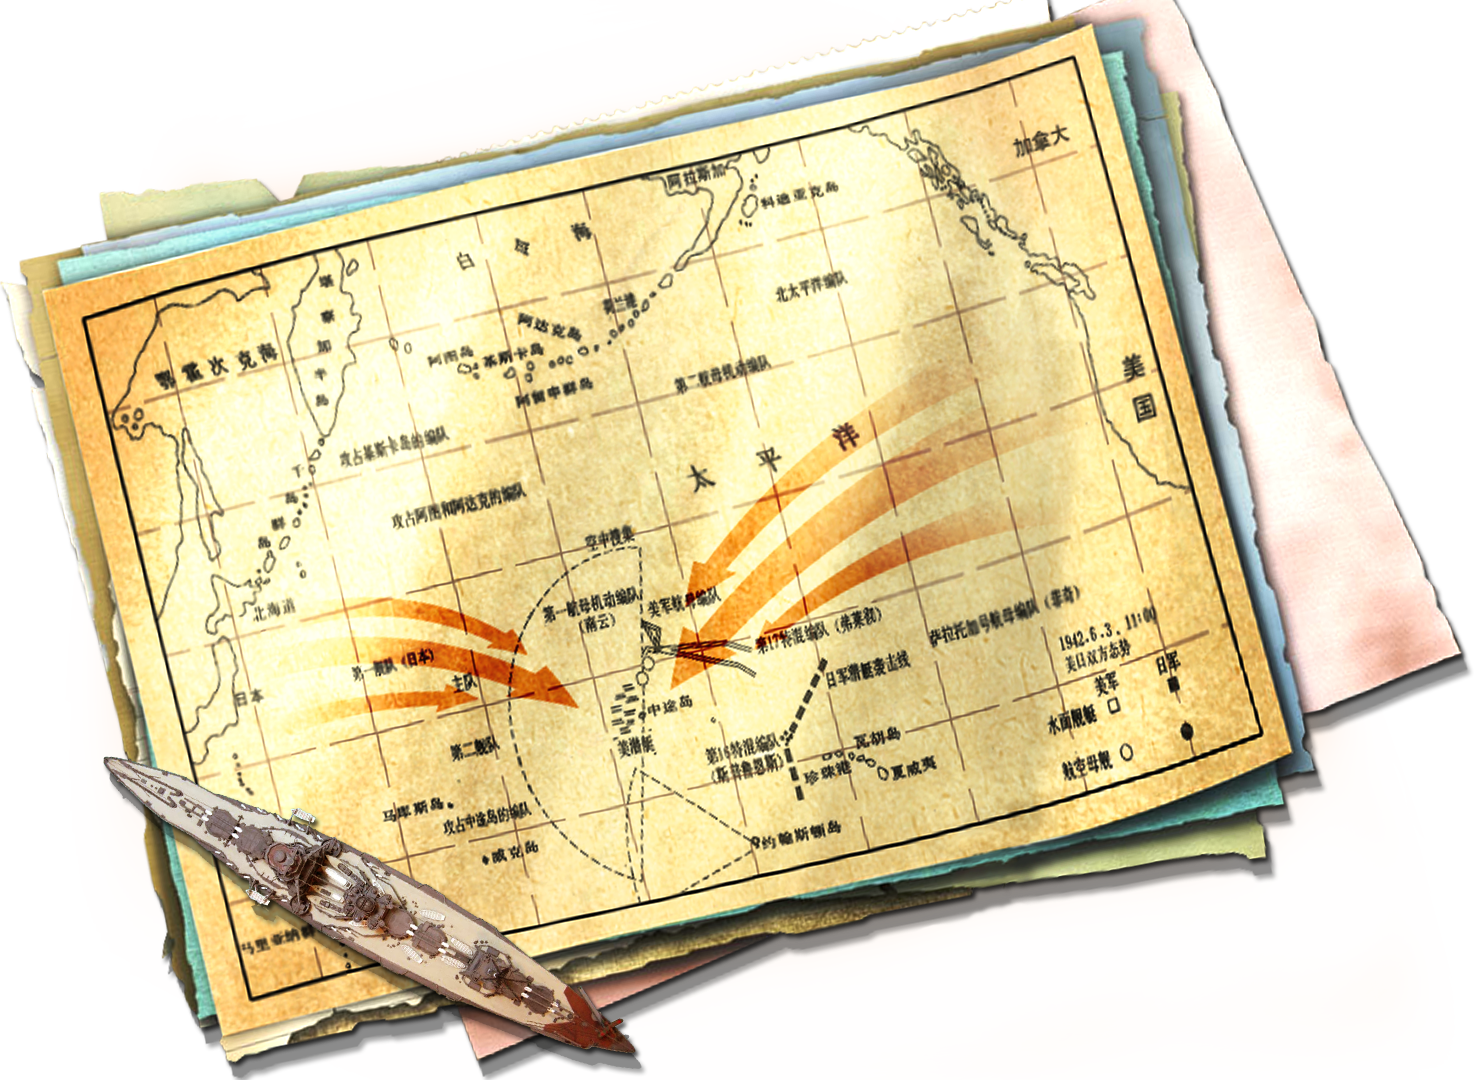 加拿大
阿拉斯加
科迪亚克岛
白令海
北太平洋编队
荷兰港
堪察加半岛
阿达克岛
鄂霍次克海
阿图岛
基斯卡岛
阿留申群岛
第二航母机动编队
美国
攻占基斯卡岛的编队
太平洋
千岛群岛
攻占阿图和阿达克的编队
空中搜集
北海道
第一航母机动编队
(南云)
美军航母编队
第17特混编队(弗莱彻)
萨拉托加号航母编队(菲奇)
1942.6.3. 11:00
美日双方态势
日本
第一舰队(日本)
主队
日军潜艇袭击线
美军
日军
中途岛
水面舰艇
第二舰队
美潜艇
第16特混编队
(斯普鲁恩斯)
瓦胡岛
珍珠港
夏威夷
航空母舰
马库斯岛
攻占中途岛的编队
威克岛
约翰斯顿岛
马里亚纳